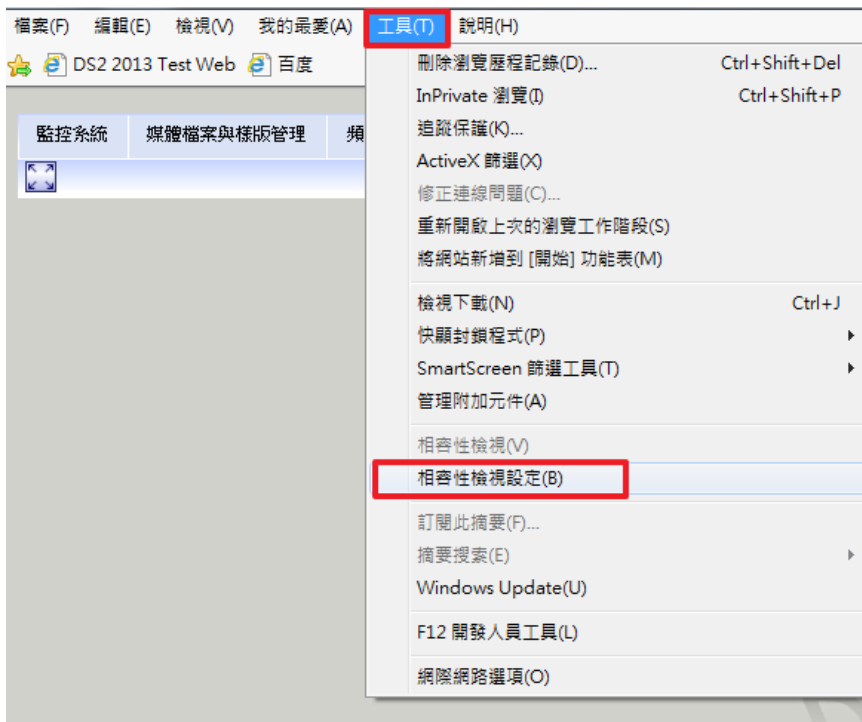 檔案(F) 編輯(E) 檢視(V) 我的最愛(A) 工具(T) 說明(H)
DS2 2013 Test Web 百度
監控系統 媒體檔案與樣版管理 頻
刪除瀏覽歷程記錄(D)... Ctrl+Shift+Del
InPrivate 瀏覽(I) Ctrl+Shift+P
追蹤保護(K)...
ActiveX 篩選(X)
修正連線問題(C)...
重新開啟上次的瀏覽工作階段(S)
將網站新增到 [開始] 功能表(M)
檢視下載(N) Ctrl+J
快顯封鎖程式(P)
SmartScreen 篩選工具(T)
管理附加元件(A)
相容性檢視(V)
相容性檢視設定(B)
訂閱此摘要(F)...
摘要搜索(E)
Windows Update(U)
F12 開發人員工具(L)
網際網路選項(O)